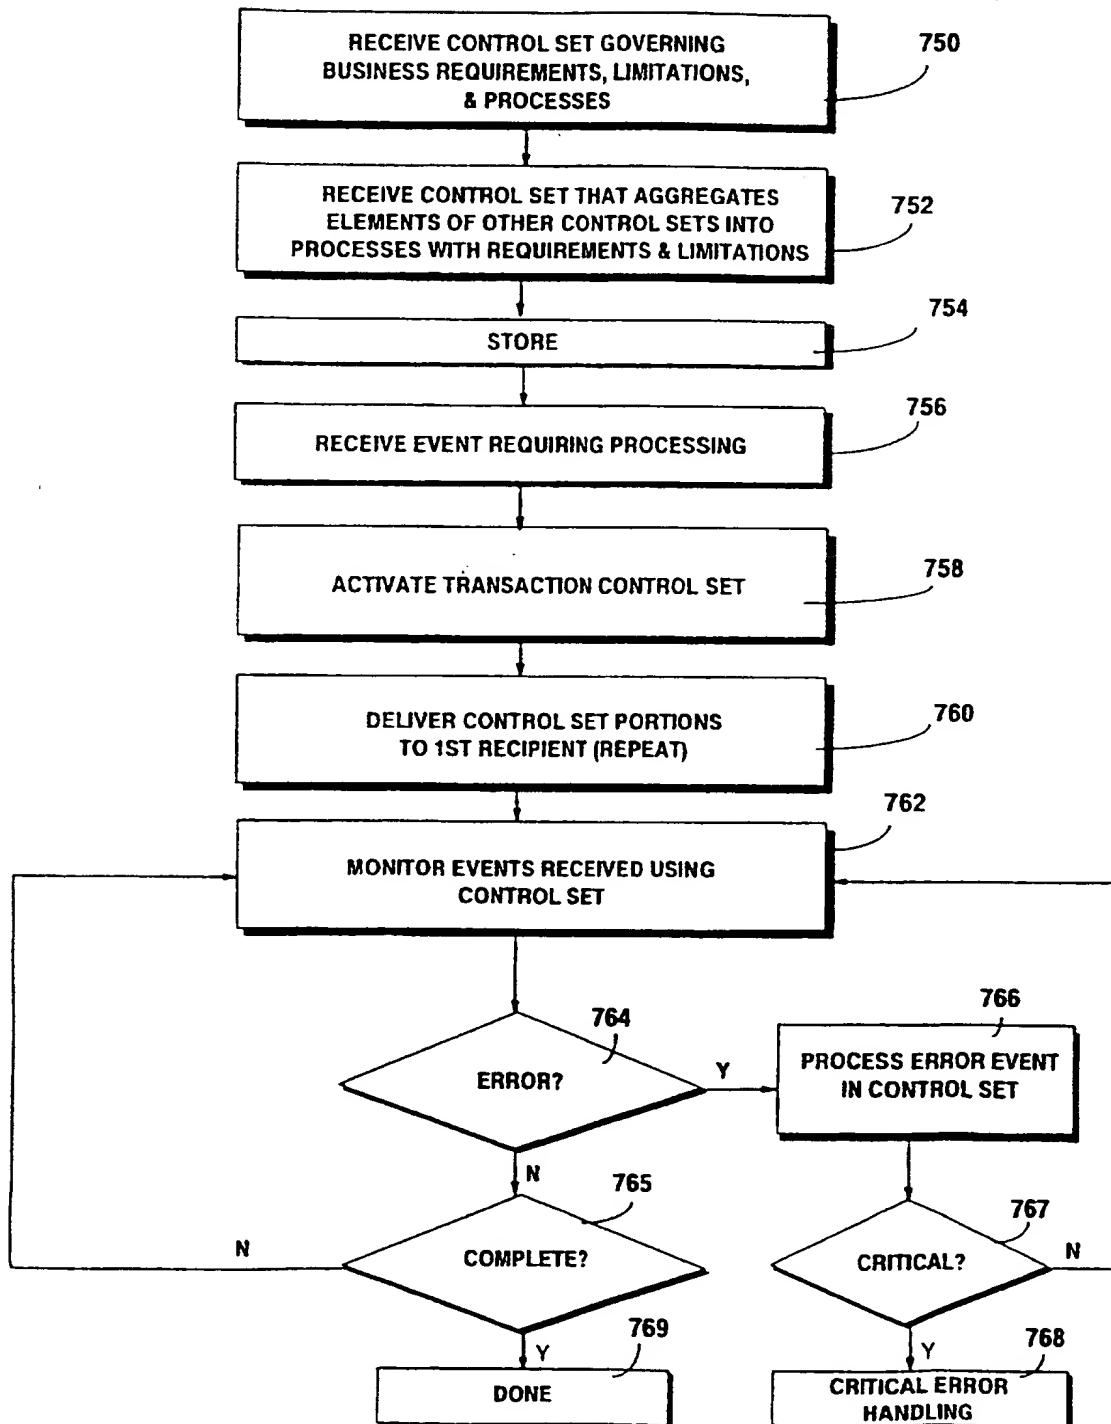 RECEIVE CONTROL SET GOVERNING
BUSINESS REQUIREMENTS, LIMITATIONS,
& PROCESSES
750
RECEIVE CONTROL SET THAT AGGREGATES
ELEMENTS OF OTHER CONTROL SETS INTO
PROCESSES WITH REQUIREMENTS & LIMITATIONS
752
STORE
754
RECEIVE EVENT REQUIRING PROCESSING
756
ACTIVATE TRANSACTION CONTROL SET
758
DELIVER CONTROL SET PORTIONS
TO 1ST RECIPIENT (REPEAT)
760
MONITOR EVENTS RECEIVED USING
CONTROL SET
762
ERROR?
764
Y
N
PROCESS ERROR EVENT
IN CONTROL SET
766
COMPLETE?
765
N
Y
CRITICAL?
767
N
Y
DONE
769
CRITICAL ERROR
HANDLING
768